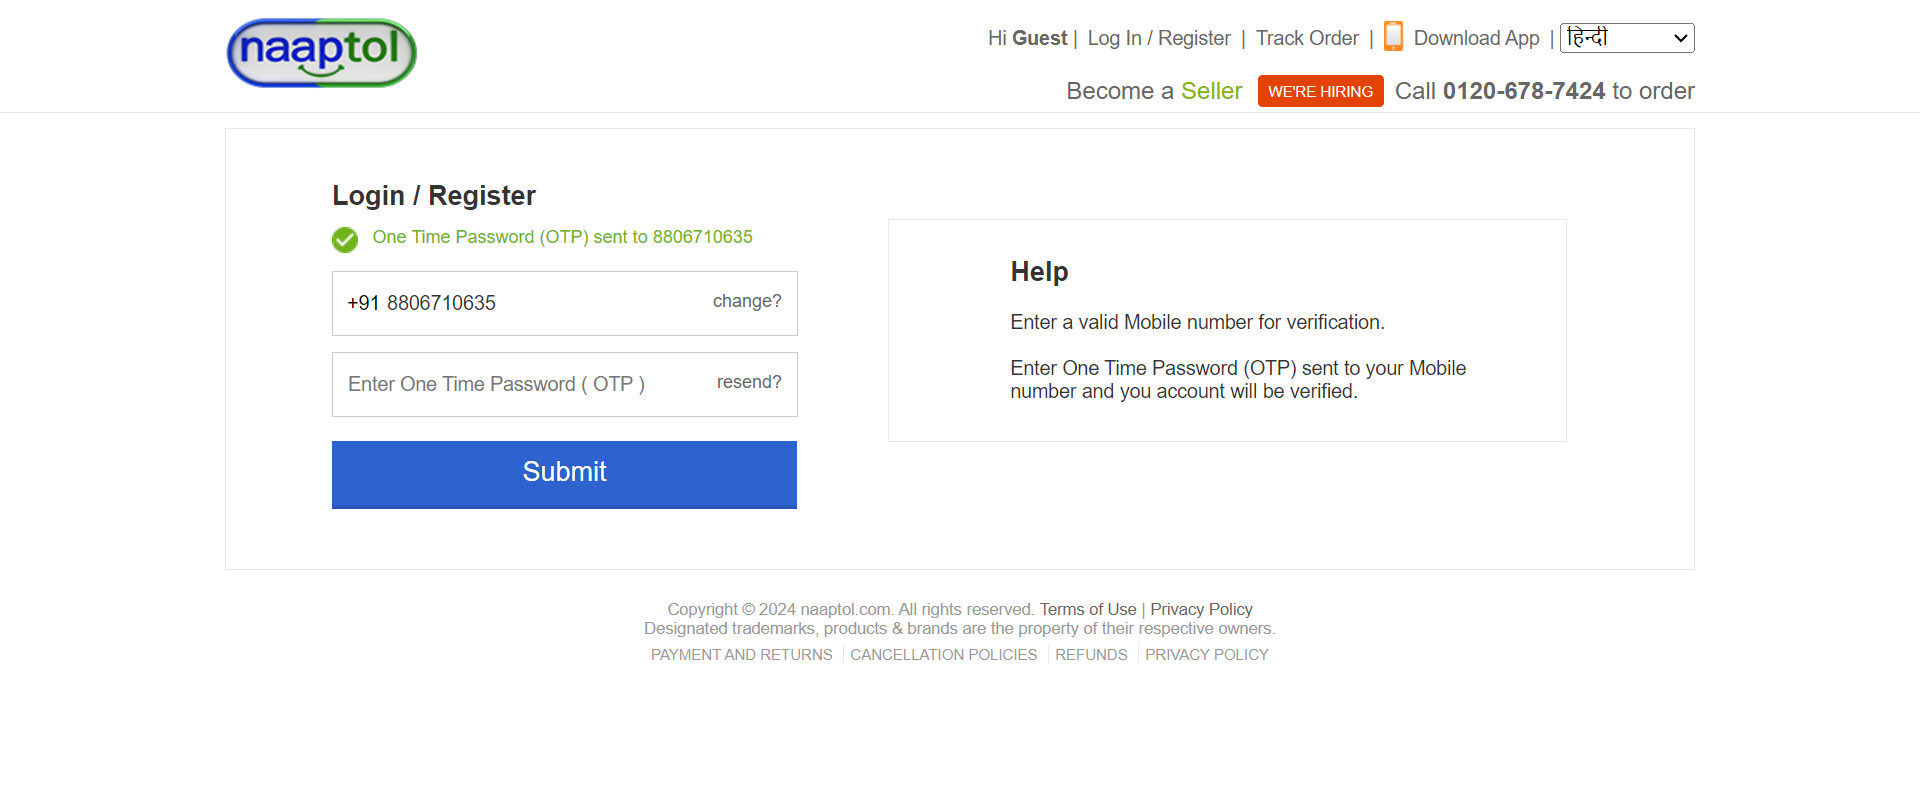 naaptol
Hi Guest | Log In / Register | Track Order | Download App | हिन्दी
Become a Seller WE'RE HIRING Call 0120-678-7424 to order
Login / Register
One Time Password (OTP) sent to 8806710635
+91 8806710635 change?
Enter One Time Password ( OTP ) resend?
Submit
Help
Enter a valid Mobile number for verification.
Enter One Time Password (OTP) sent to your Mobile
number and you account will be verified.
Copyright © 2024 naaptol.com. All rights reserved. Terms of Use | Privacy Policy
Designated trademarks, products & brands are the property of their respective owners.
PAYMENT AND RETURNS CANCELLATION POLICIES REFUNDS PRIVACY POLICY